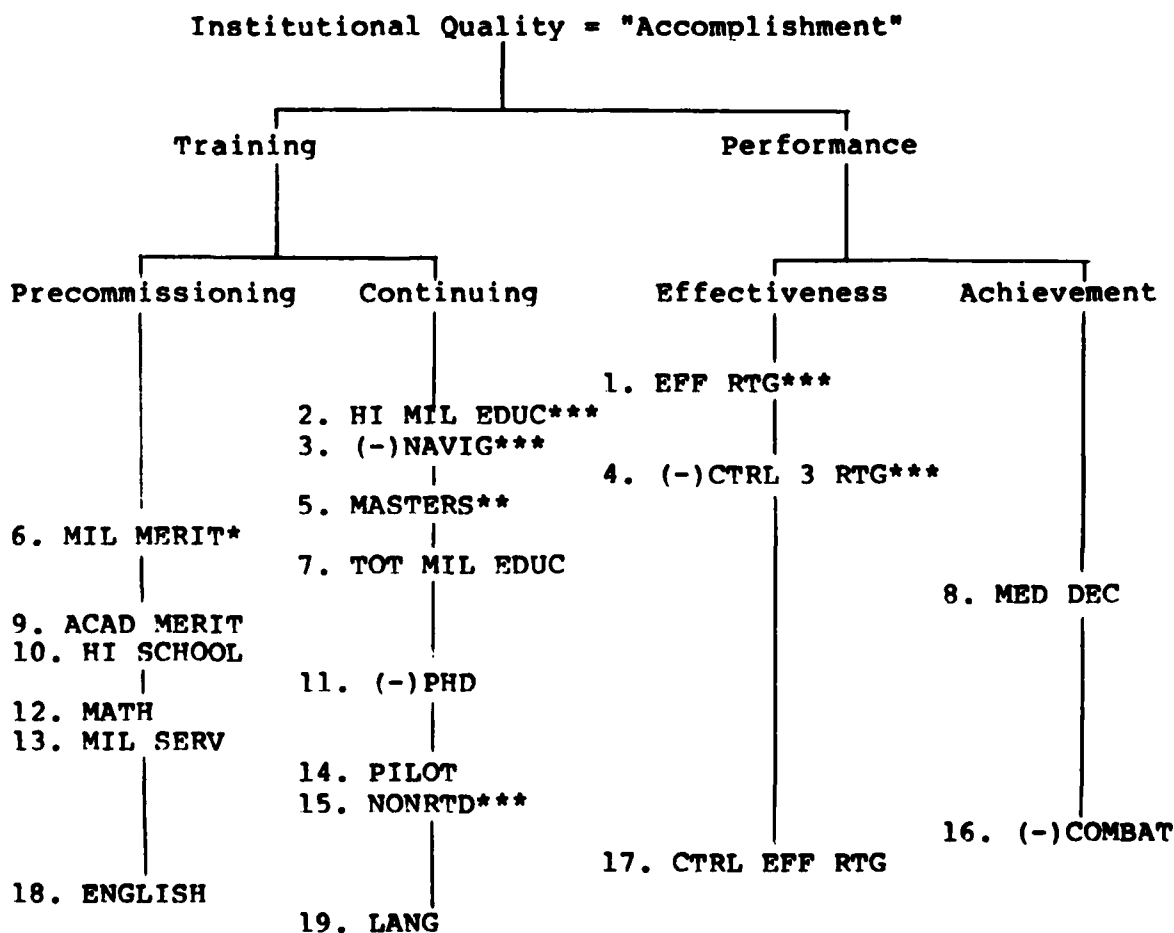 Institutional Quality = "Accomplishment"
Training Performance
Precommissioning Continuing Effectiveness Achievement
1. EFF RTG***
2. HI MIL EDUC***
3. (-)NAVIG***
4. (-)CTRL 3 RTG***
5. MASTERS**
6. MIL MERIT*
7. TOT MIL EDUC
8. MED DEC
9. ACAD MERIT
10. HI SCHOOL
11. (-)PHD
12. MATH
13. MIL SERV
14. PILOT
15. NONRTD***
16. (-)COMBAT
17. CTRL EFF RTG
18. ENGLISH
19. LANG